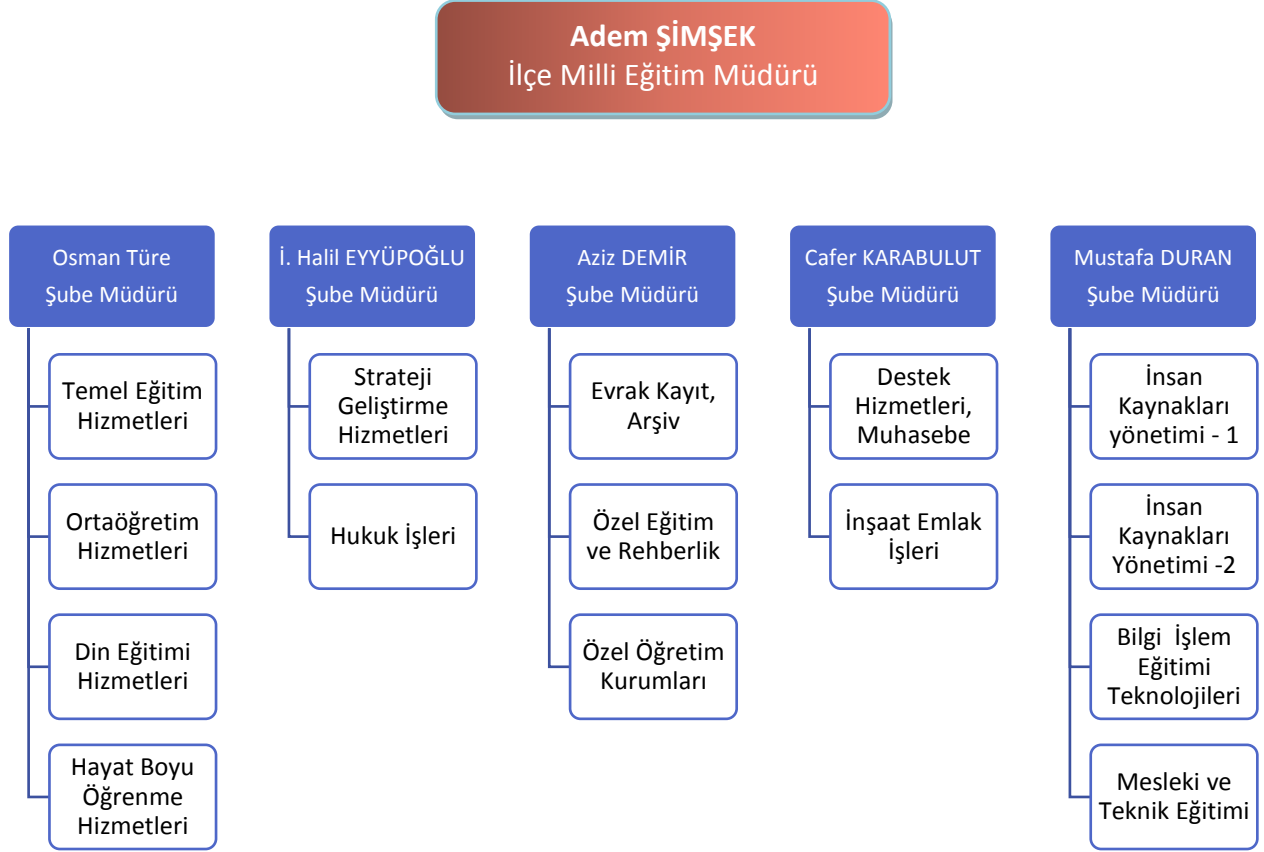 Adem ŞİMŞEK
İlçe Milli Eğitim Müdürü
Osman Türe
Şube Müdürü
Temel Eğitim
Hizmetleri
Ortaöğretim
Hizmetleri
Din Eğitimi
Hizmetleri
Hayat Boyu
Öğrenme
Hizmetleri
İ. Halil EYYÜPOĞLU
Şube Müdürü
Strateji
Geliştirme
Hizmetleri
Hukuk İşleri
Aziz DEMİR
Şube Müdürü
Evrak Kayıt,
Arşiv
Özel Eğitim
ve Rehberlik
Özel Öğretim
Kurumları
Cafer KARABULUT
Şube Müdürü
Destek
Hizmetleri,
Muhasebe
İnşaat Emlak
İşleri
Mustafa DURAN
Şube Müdürü
İnsan
Kaynakları
yönetimi - 1
İnsan
Kaynakları
Yönetimi -2
Bilgi  İşlem
Eğitimi
Teknolojileri
Mesleki ve
Teknik Eğitimi